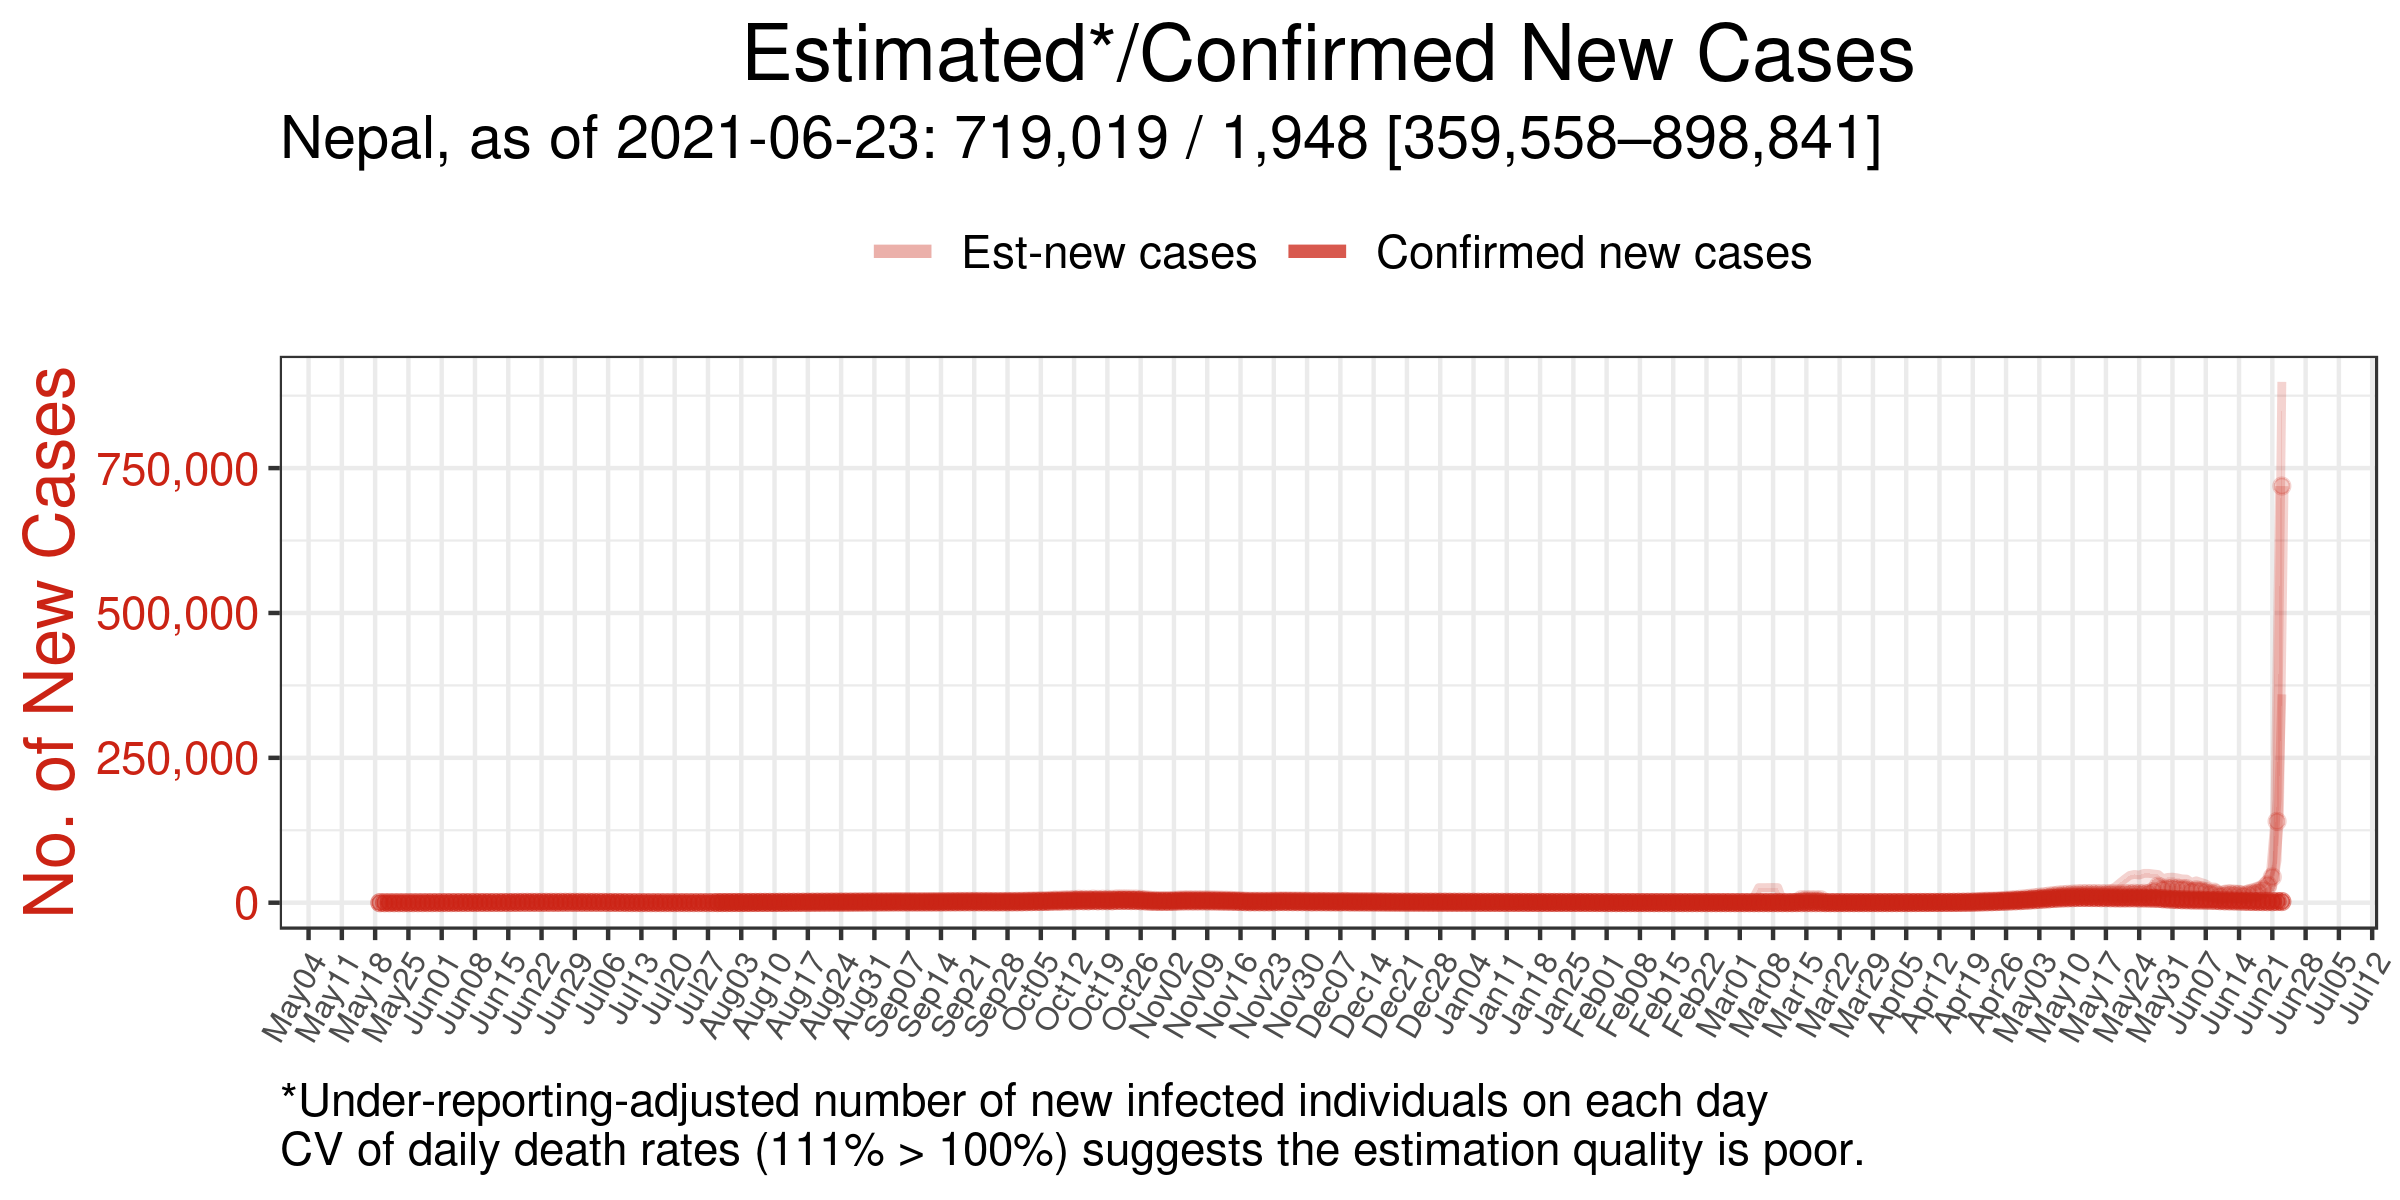 Estimated*/Confirmed New Cases
Nepal, as of 2021-06-23: 719,019 / 1,948 [359,558–898,841]
Est-new cases
Confirmed new cases
No. of New Cases
750,000
500,000
250,000
0
May04
May11
May18
May25
Jun01
Jun08
Jun15
Jun22
Jun29
Jul06
Jul13
Jul20
Jul27
Aug03
Aug10
Aug17
Aug24
Aug31
Sep07
Sep14
Sep21
Sep28
Oct05
Oct12
Oct19
Oct26
Nov02
Nov09
Nov16
Nov23
Nov30
Dec07
Dec14
Dec21
Dec28
Jan04
Jan11
Jan18
Jan25
Feb01
Feb08
Feb15
Feb22
Mar01
Mar08
Mar15
Mar22
Mar29
Apr05
Apr12
Apr19
Apr26
May03
May10
May17
May24
May31
Jun07
Jun14
Jun21
Jun28
Jul05
Jul12
*Under-reporting-adjusted number of new infected individuals on each day
CV of daily death rates (111% > 100%) suggests the estimation quality is poor.